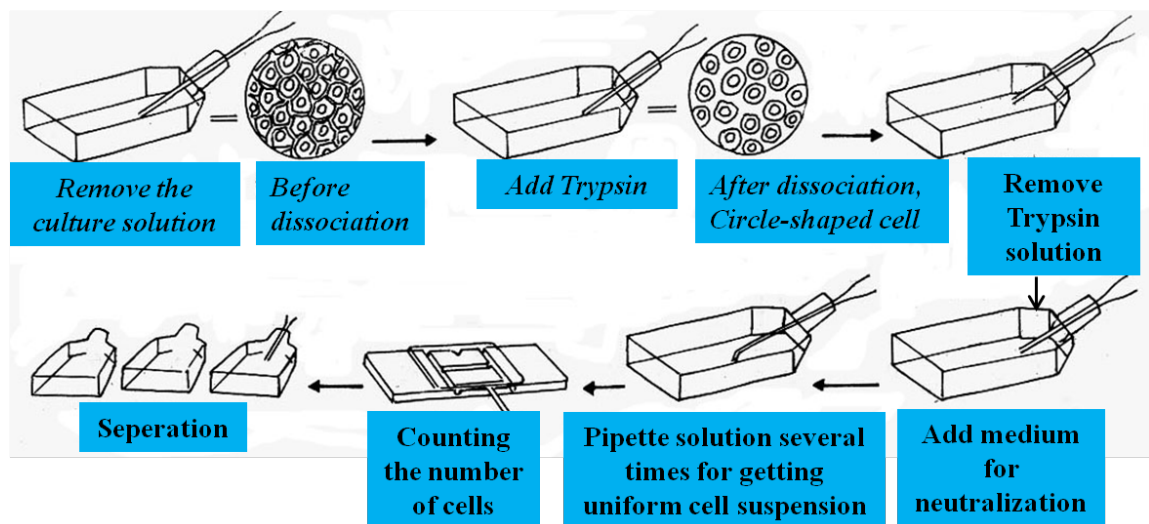 Remove the
culture solution
Before
dissociation
Add Trypsin
After dissociation,
Circle-shaped cell
Remove
Trypsin
solution
Seperation
Counting
the number
of cells
Pipette solution several
times for getting
uniform cell suspension
Add medium
for
neutralization